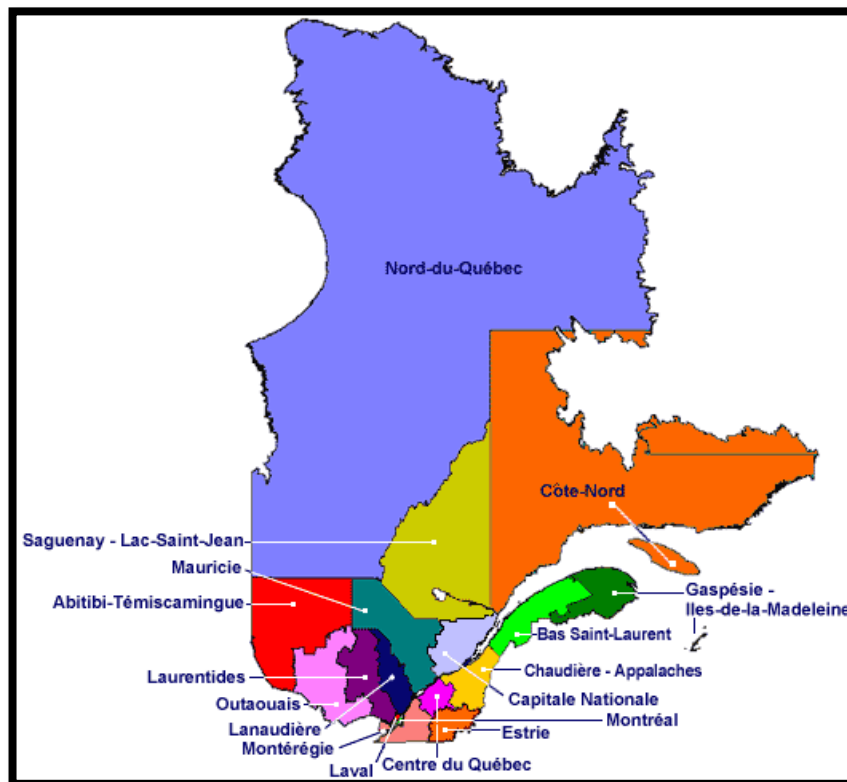 Nord-du-Québec
Côte-Nord
Saguenay - Lac-Saint-Jean
Mauricie
Abitibi-Témiscamingue
Gaspésie -
Iles-de-la-Madeleine
Bas Saint-Laurent
Chaudière - Appalaches
Laurentides
Capitale Nationale
Outaouais
Lanaudière
Montréal
Montérégie
Estrie
Laval
Centre du Québec